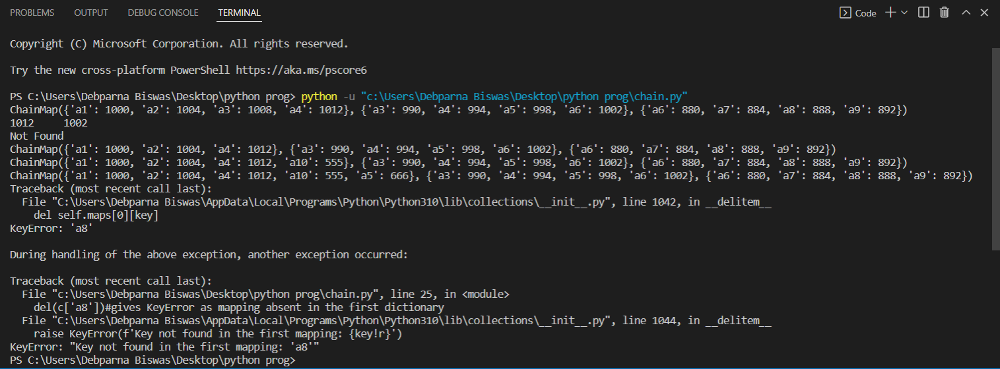 PROBLEMS OUTPUT DEBUG CONSOLE TERMINAL Code
Copyright (C) Microsoft Corporation. All rights reserved.
Try the new cross-platform PowerShell https://aka.ms/pscore6
PS C:\Users\Debparna Biswas\Desktop\python prog> python -u "c:\Users\Debparna Biswas\Desktop\python prog\chain.py"
ChainMap({'a1': 1000, 'a2': 1004, 'a3': 1008, 'a4': 1012}, {'a3': 990, 'a4': 994, 'a5': 998, 'a6': 1002}, {'a6': 880, 'a7': 884, 'a8': 888, 'a9': 892})
1012     1002
Not Found
ChainMap({'a1': 1000, 'a2': 1004, 'a4': 1012}, {'a3': 990, 'a4': 994, 'a5': 998, 'a6': 1002}, {'a6': 880, 'a7': 884, 'a8': 888, 'a9': 892})
ChainMap({'a1': 1000, 'a2': 1004, 'a4': 1012, 'a10': 555}, {'a3': 990, 'a4': 994, 'a5': 998, 'a6': 1002}, {'a6': 880, 'a7': 884, 'a8': 888, 'a9': 892})
ChainMap({'a1': 1000, 'a2': 1004, 'a4': 1012, 'a10': 555, 'a5': 666}, {'a3': 990, 'a4': 994, 'a5': 998, 'a6': 1002}, {'a6': 880, 'a7': 884, 'a8': 888, 'a9': 892})
Traceback (most recent call last):
  File "C:\Users\Debparna Biswas\AppData\Local\Programs\Python\Python310\lib\collections\__init__.py", line 1042, in __delitem__
    del self.maps[0][key]
KeyError: 'a8'
During handling of the above exception, another exception occurred:
Traceback (most recent call last):
  File "c:\Users\Debparna Biswas\Desktop\python prog\chain.py", line 25, in <module>
    del(c['a8'])#gives KeyError as mapping absent in the first dictionary
  File "C:\Users\Debparna Biswas\AppData\Local\Programs\Python\Python310\lib\collections\__init__.py", line 1044, in __delitem__
    raise KeyError(f'Key not found in the first mapping: {key!r}')
KeyError: "Key not found in the first mapping: 'a8'"
PS C:\Users\Debparna Biswas\Desktop\python prog>